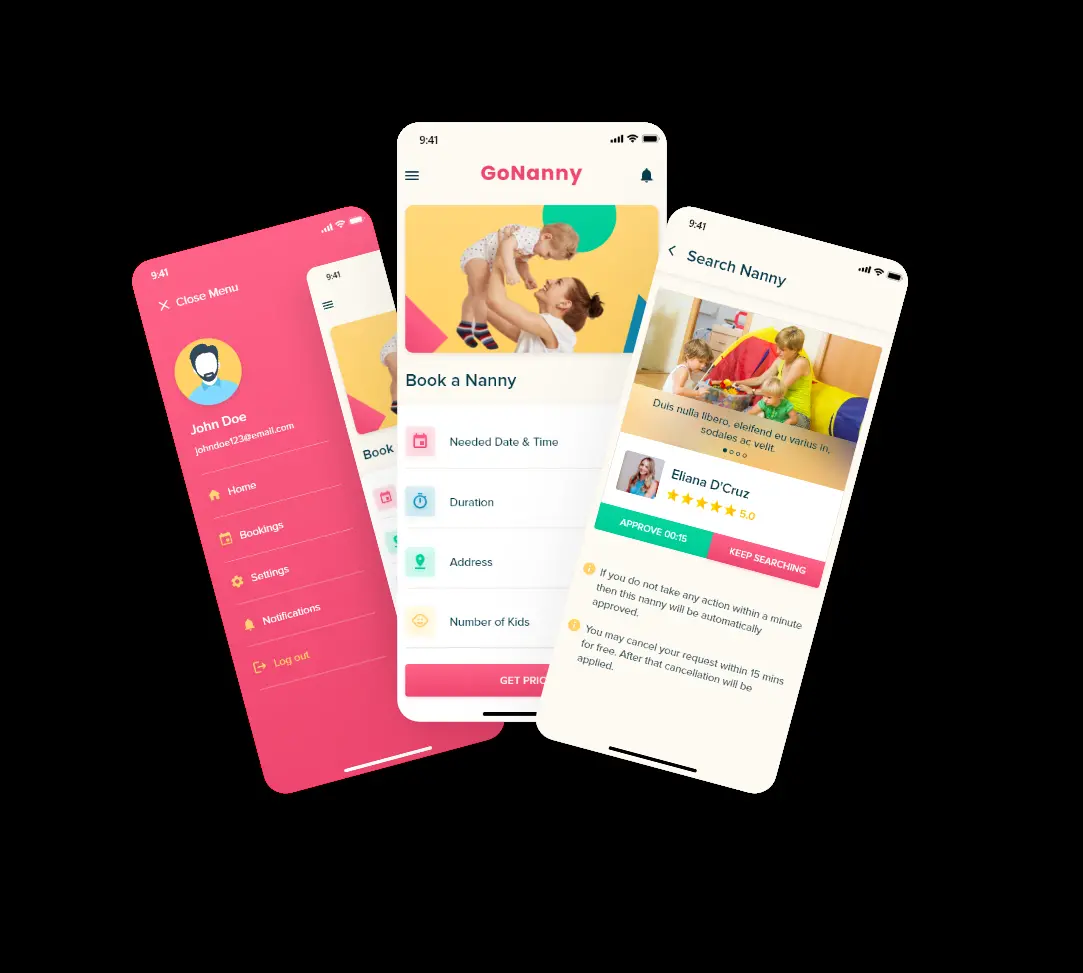 9:41
Close Menu
John Doe
johndoe123@email.com
Home
Bookings
Settings
Notifications
Log out
9:41
Book
9:41
GoNanny
Book a Nanny
Needed Date & Time
Duration
Address
Number of Kids
GET PRIC
9:41
Search Nanny
Duis nulla libero, eleifend eu varius in,
sodales ac velit.
Eliana D'Cruz
5.0
APPROVE 00:15
KEEP SEARCHING
If you do not take any action within a minute
then this nanny will be automatically
approved.
You may cancel your request within 15 mins
for free. After that cancellation will be
applied.